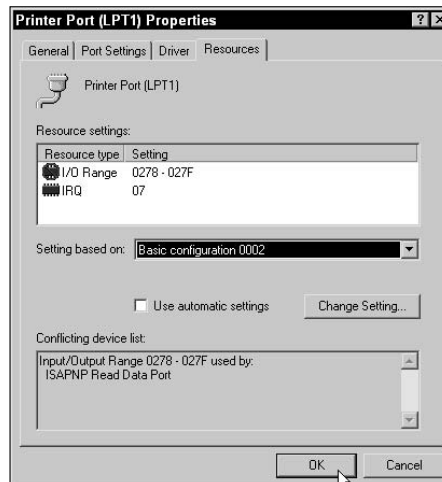 Printer Port (LPT1) Properties
General Port Settings Driver Resources
Printer Port (LPT1)
Resource settings:
Resource type Setting
I/O Range 0278 - 027F
IRQ 07
Setting based on: Basic configuration 0002
Use automatic settings Change Setting...
Conflicting device list:
Input/Output Range 0278 - 027F used by:
ISAPNP Read Data Port
OK Cancel